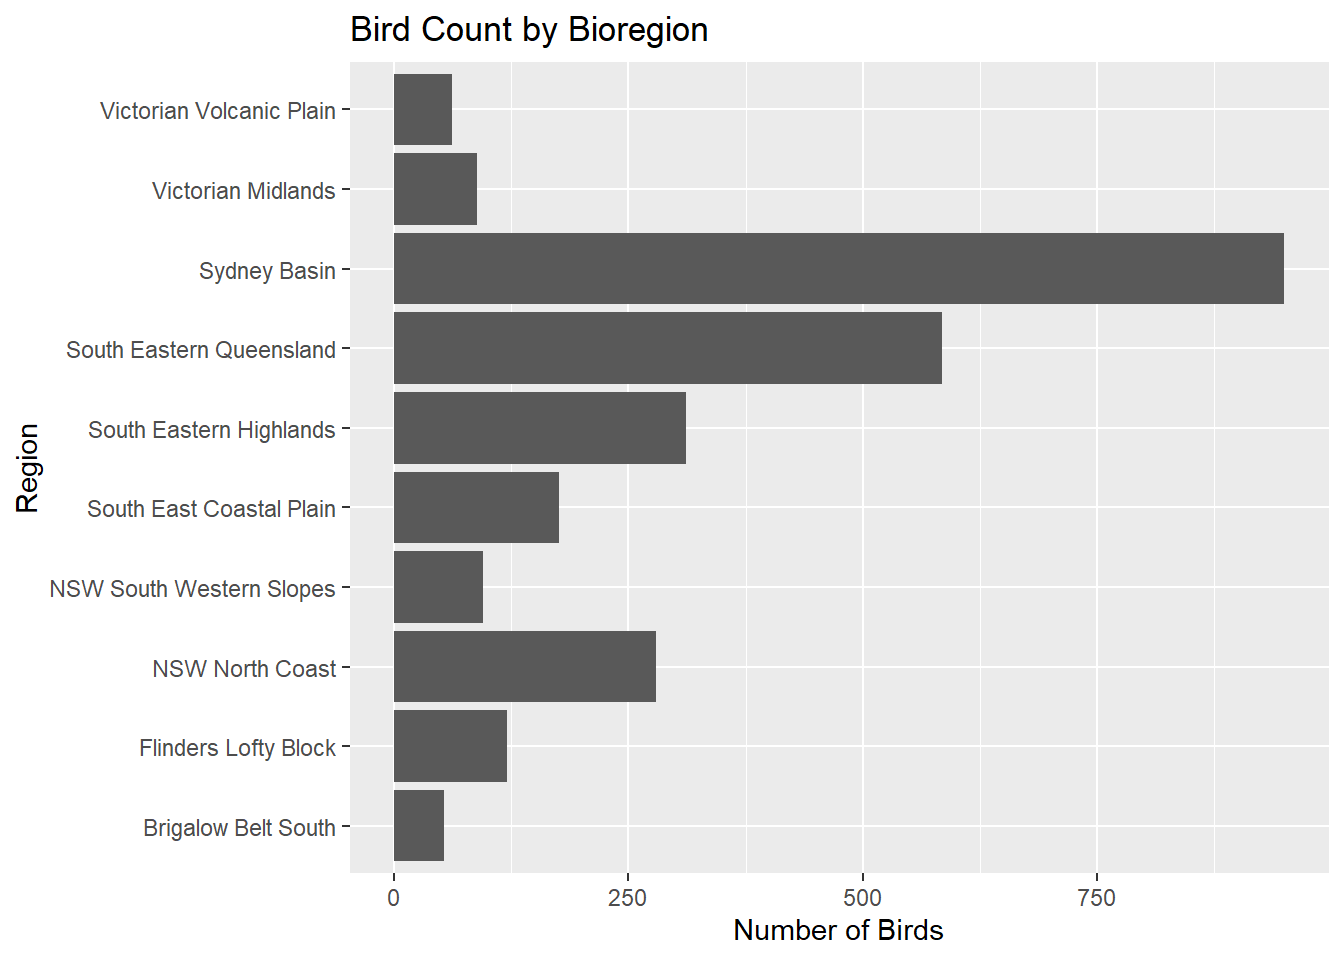 Bird Count by Bioregion
Victorian Volcanic Plain
Victorian Midlands
Sydney Basin
South Eastern Queensland
South Eastern Highlands
South East Coastal Plain
NSW South Western Slopes
NSW North Coast
Flinders Lofty Block
Brigalow Belt South
Region
0 250 500 750
Number of Birds